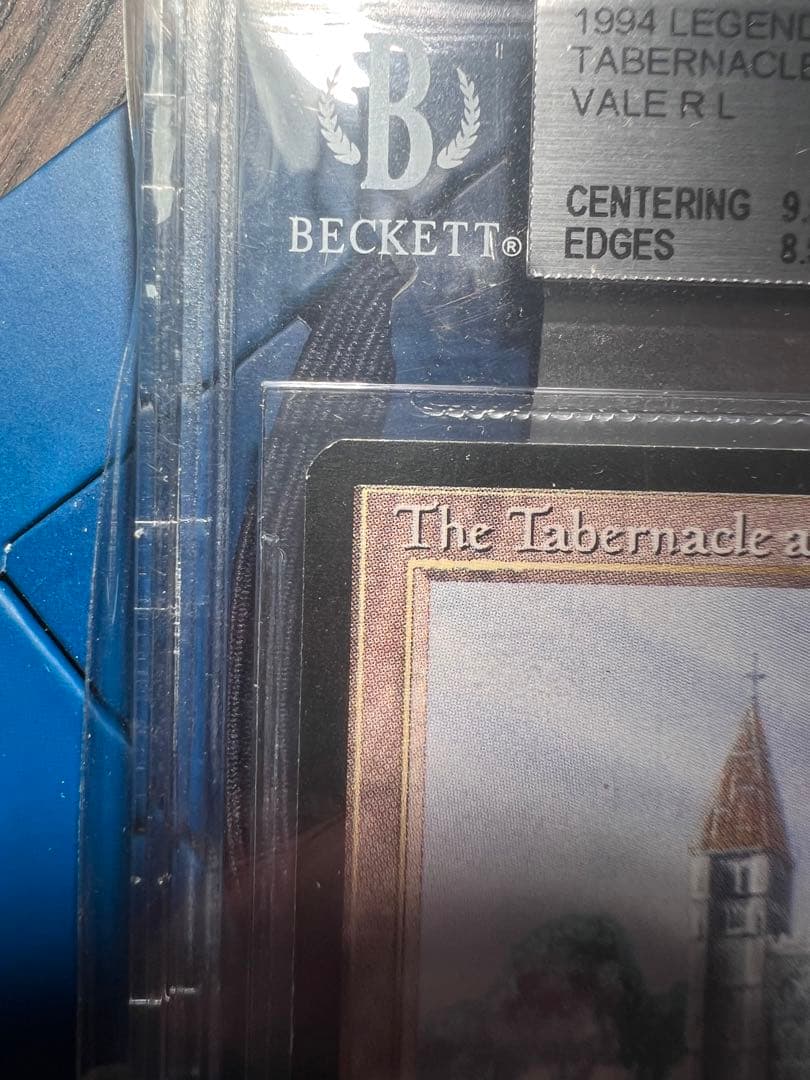 B
BECKETT®
1994 LEGEND
TABERNACLE
VALE R L
CENTERING 9
EDGES 8.
The Tabernacle a